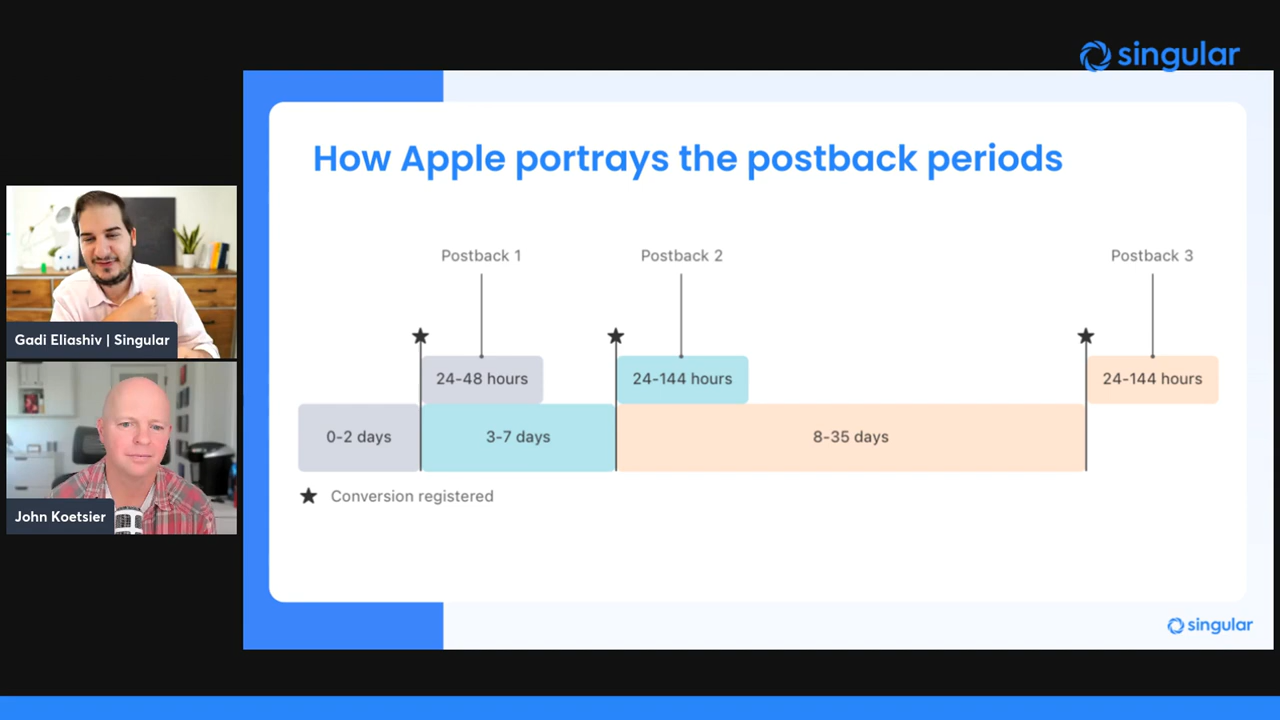 singular
How Apple portrays the postback periods
Postback 1
Postback 2
Postback 3
24-48 hours
24-144 hours
24-144 hours
0-2 days
3-7 days
8-35 days
Conversion registered
Gadi Eliashiv | Singular
John Koetsier
singular